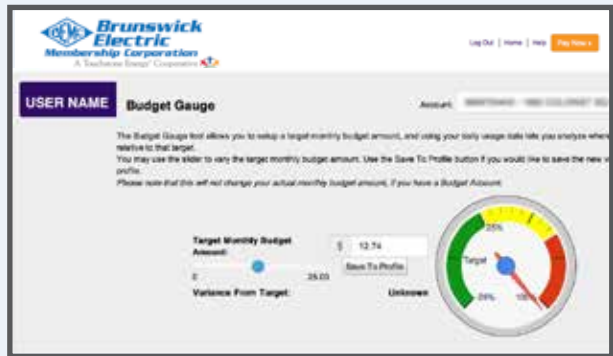 BEMC
Brunswick
Electric
Membership Corporation
A Touchstone Energy® Cooperative
Log Out | Home | Help Pay Now »
USER NAME
Budget Gauge
Account:
The Budget Gauge tool allows you to setup a target monthly budget amount, and using your daily usage data lets you analyze where
relative to that target.
You may use the slider to vary the target monthly budget amount. Use the Save To Profile button if you would like to save the new
profile.
Please note that this will not change your actual monthly budget amount, if you have a Budget Account.
Target Monthly Budget
Amount:
$ 12.74
0
Save To Profile
Variance From Target:
Unknown
25%
Target
100%